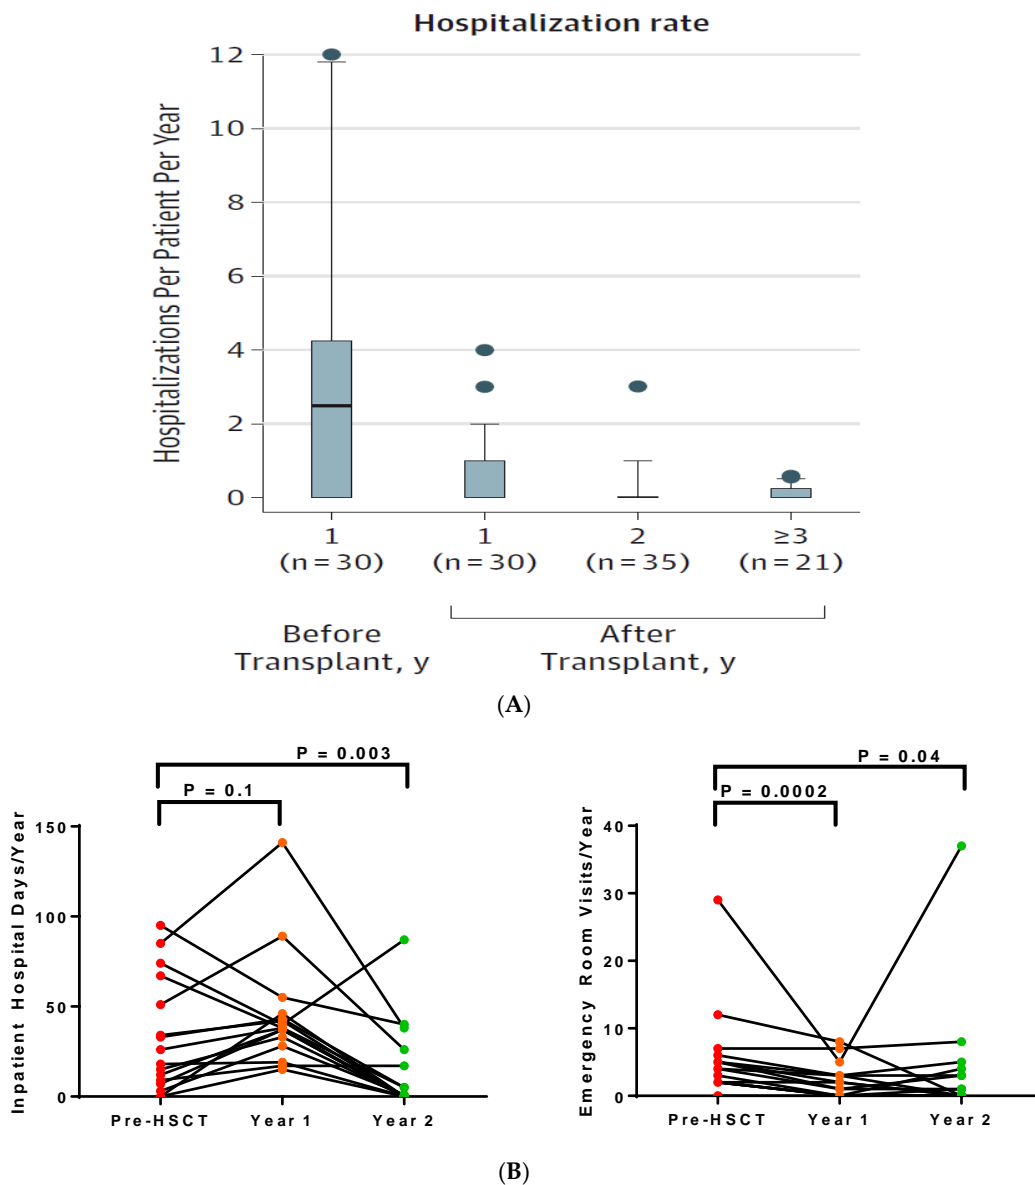 Hospitalization rate
Hospitalizations Per Patient Per Year
12
10
8
6
4
2
0
1 1 2 ≥3
(n=30) (n=30) (n=35) (n=21)
Before After
Transplant, y Transplant, y
(A)
P = 0.003
P = 0.1
Inpatient Hospital Days/Year
150
100
50
0
Pre-HSCT Year 1 Year 2
P = 0.04
P = 0.0002
Emergency Room Visits/Year
40
30
20
10
0
Pre-HSCT Year 1 Year 2
(B)